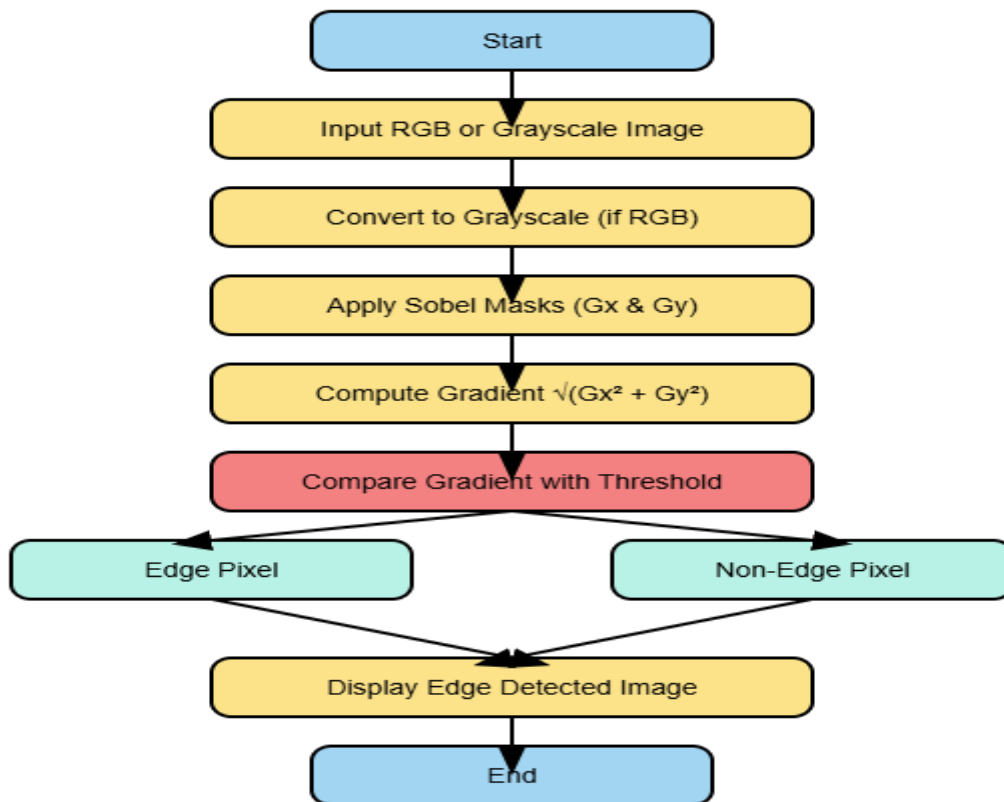 Start
Input RGB or Grayscale Image
Convert to Grayscale (if RGB)
Apply Sobel Masks (Gx & Gy)
Compute Gradient √(Gx² + Gy²)
Compare Gradient with Threshold
Edge Pixel
Non-Edge Pixel
Display Edge Detected Image
End